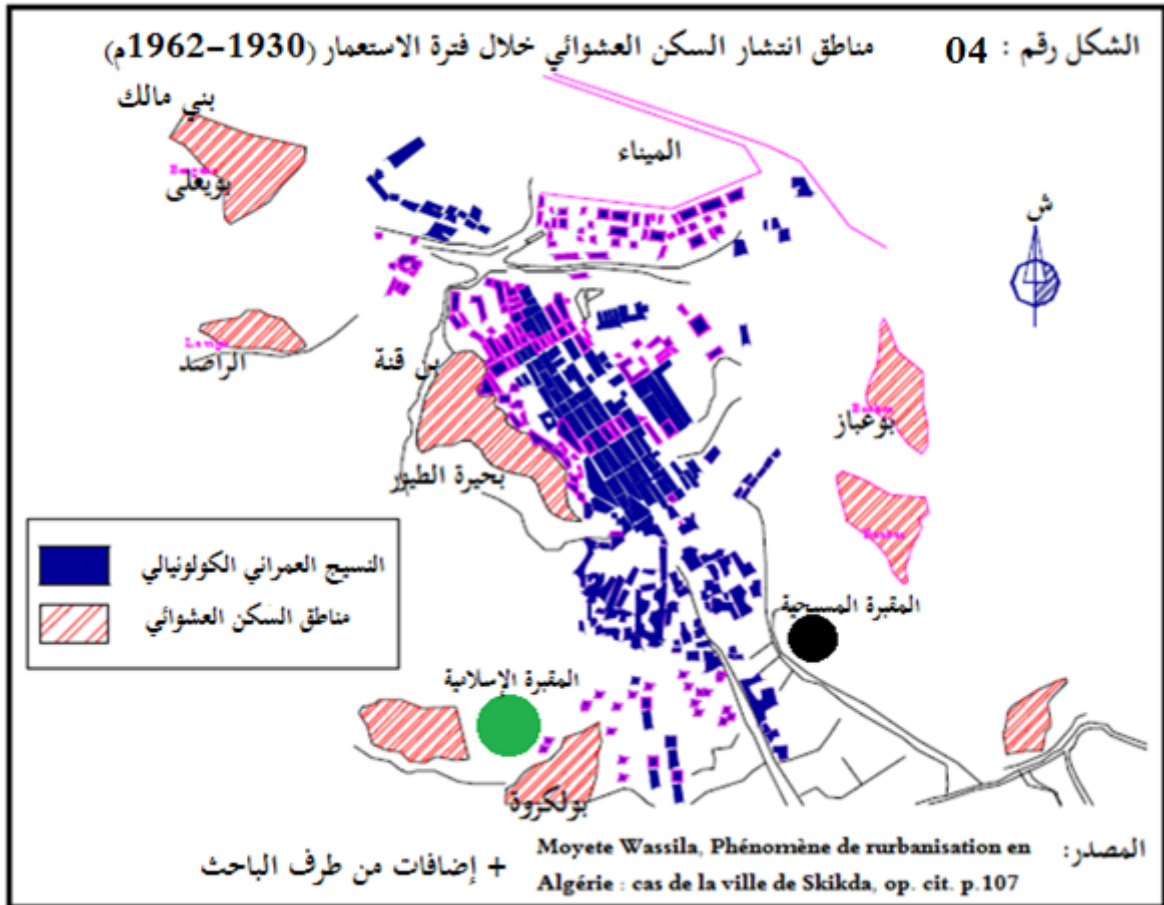 الشكل رقم : 04 مناطق انتشار السكن العشوائي خلال فترة الاستعمار (1930–1962م)
بني مالك
الميناء
بويعلى
ش
الراصد
بن قنة
بوعباز
بحيرة الطيور
النسيج العمراني الكولونيالي
مناطق السكن العشوائي
المقبرة المسيحية
المقبرة الإسلامية
بولكروة
المصدر: Moyete Wassila, Phénomène de rurbanisation en
Algérie : cas de la ville de Skikda, op. cit. p.107
+ إضافات من طرف الباحث